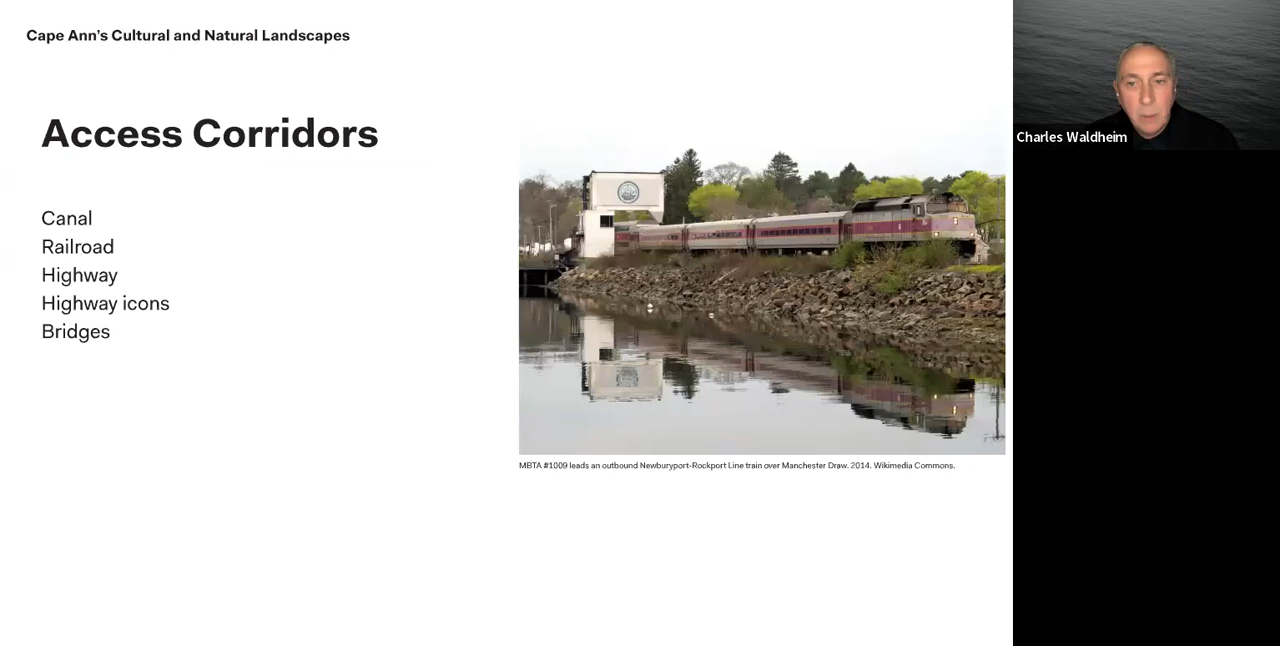 Cape Ann's Cultural and Natural Landscapes
Access Corridors
Canal
Railroad
Highway
Highway icons
Bridges
MBTA #1009 leads an outbound Newburyport-Rockport Line train over Manchester Draw. 2014. Wikimedia Commons.
Charles Waldheim